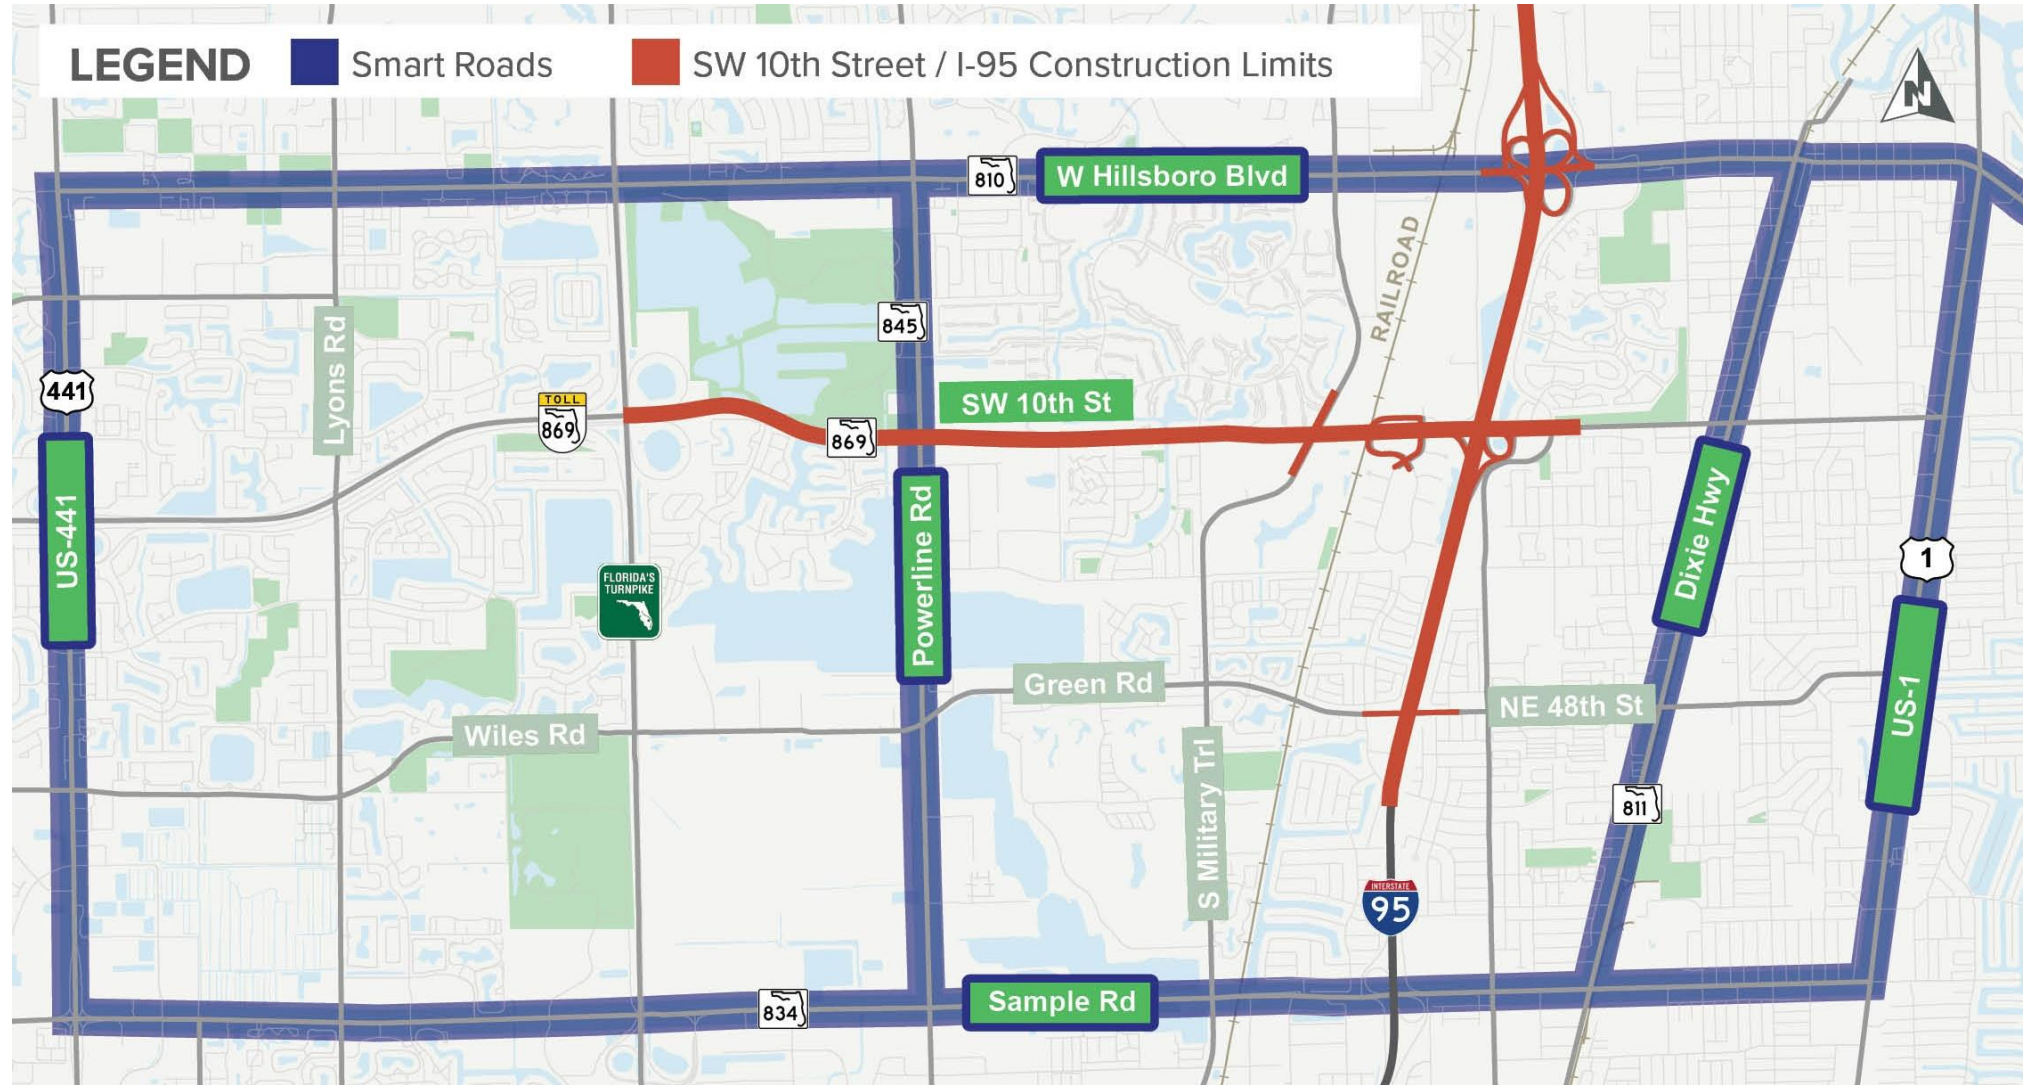 LEGEND
Smart Roads
SW 10th Street / I-95 Construction Limits
N
810
W Hillsboro Blvd
RAILROAD
845
Lyons Rd
441
TOLL
869
869
SW 10th St
US-441
Powerline Rd
Dixie Hwy
1
FLORIDA'S
TURNPIKE
US-1
Green Rd
NE 48th St
Wiles Rd
S Military Trl
811
INTERSTATE
95
834
Sample Rd